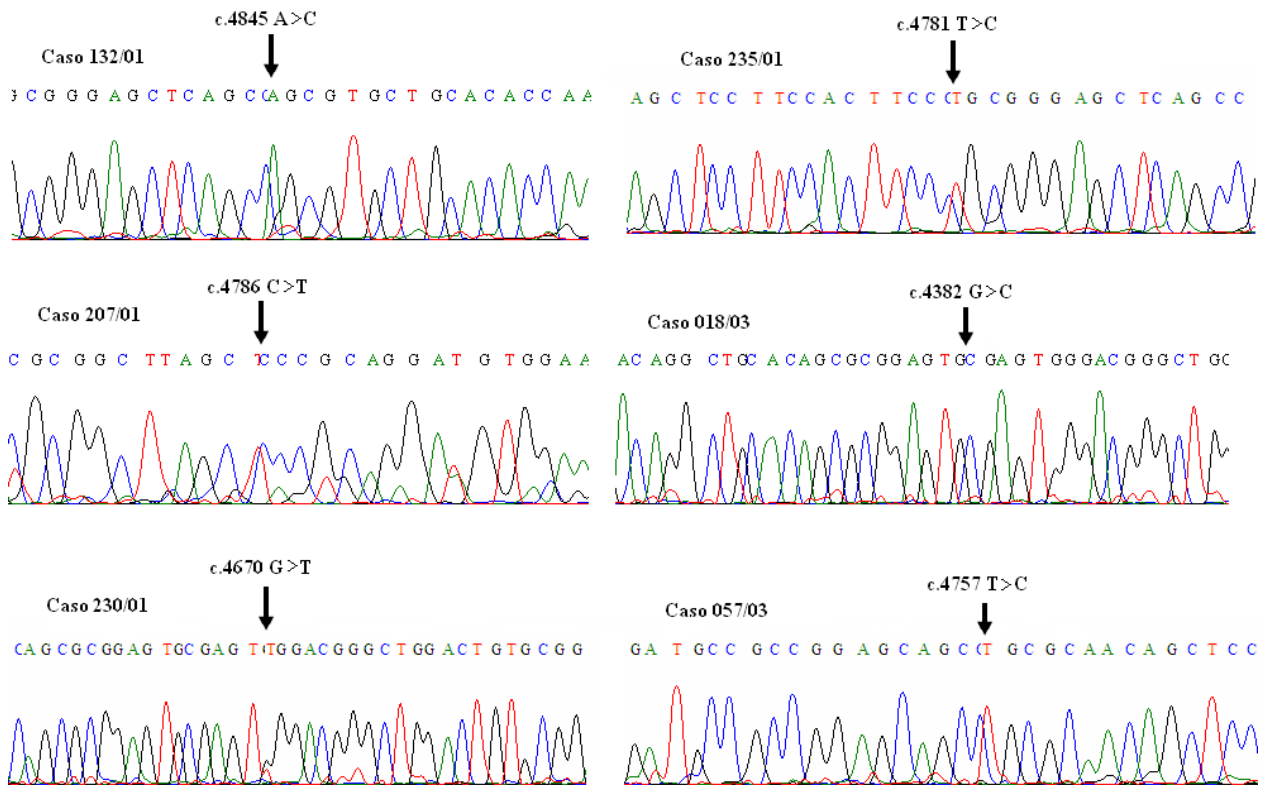 c.4845 A>C
Caso 132/01
GCGGGAGCTCAGCCAGCGTGCTGCACACCAA
c.4781 T>C
Caso 235/01
AGCTCCTTCCACTTCCCTGCGGGAGCTCAGCC
c.4786 C>T
Caso 207/01
CGCGGCTTAGCTCCCGCAGGATGTGGAA
c.4382 G>C
Caso 018/03
ACAGGCTGCACAGCGCGGAGTGCGAGTGGGACGGGCTGC
c.4670 G>T
Caso 230/01
CAGCGCGGAGTGCGAGTTGGACGGGCTGGACTGTGCGG
c.4757 T>C
Caso 057/03
GATGCCGCCGGAGCAGCCTGCGCAACAGCTCC